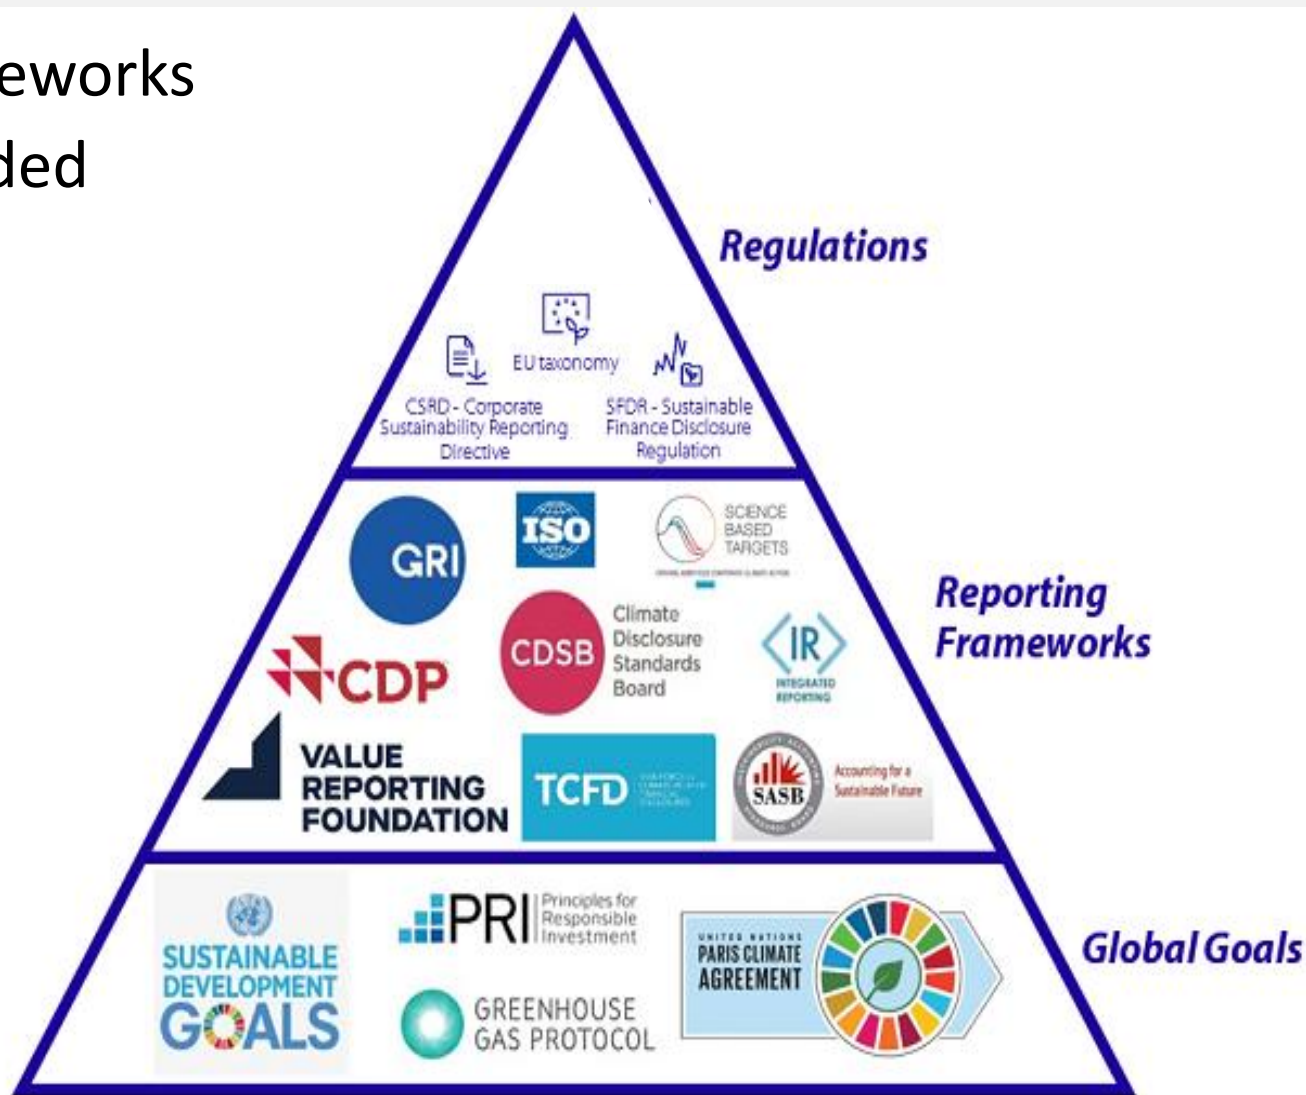 eworks
ded
Regulations
EU taxonomy
CSRD - Corporate
Sustainability Reporting
Directive
SFDR - Sustainable
Finance Disclosure
Regulation
GRI
ISO
SCIENCE
BASED
TARGETS
Reporting
Frameworks
CDP
CDSB
Climate
Disclosure
Standards
Board
IR
INTEGRATED
REPORTING
VALUE
REPORTING
FOUNDATION
TCFD
SASB
Accounting for a
Sustainable Future
Global Goals
SUSTAINABLE
DEVELOPMENT
GOALS
PRI
Principles for
Responsible
Investment
GREENHOUSE
GAS PROTOCOL
UNITED NATIONS
PARIS CLIMATE
AGREEMENT